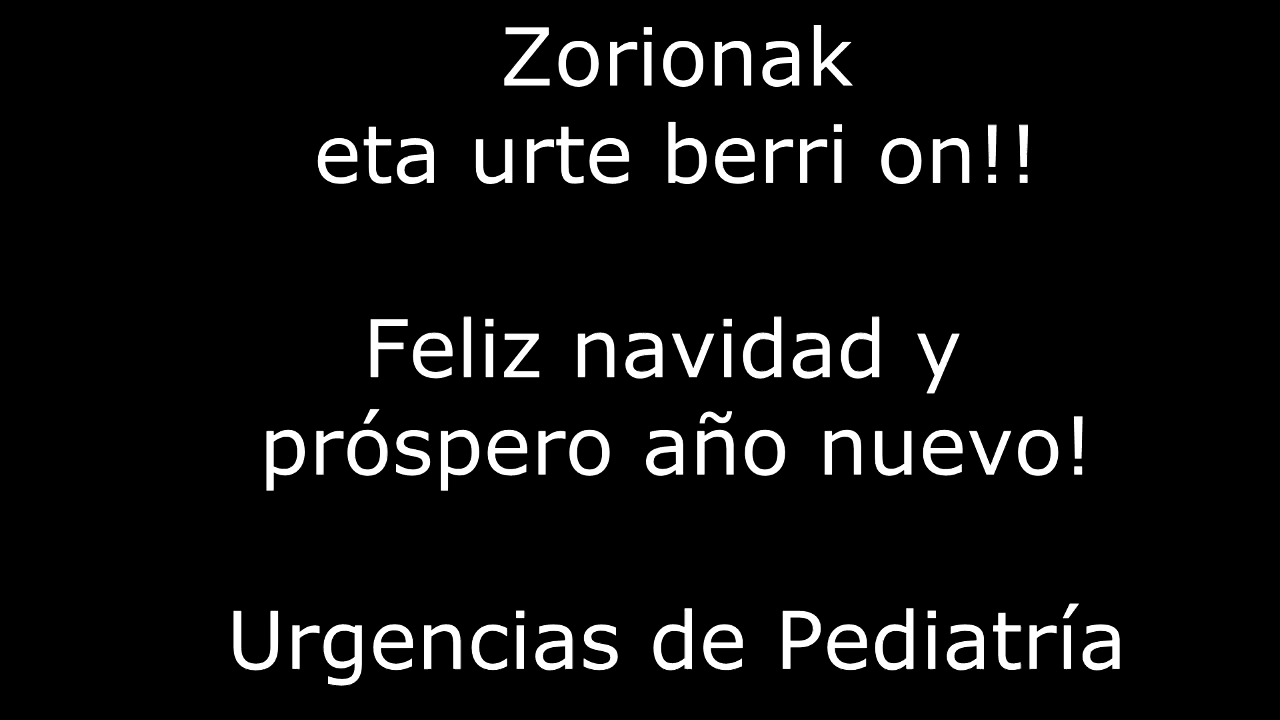 Zorionak
eta urte berri on!!
Feliz navidad y
próspero año nuevo!
Urgencias de Pediatría